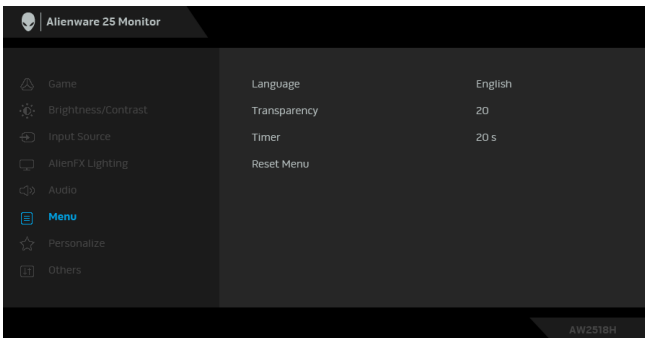 Alienware 25 Monitor
Game
Language English
Brightness/Contrast
Transparency 20
Input Source
Timer 20 s
AlienFX Lighting
Reset Menu
Audio
Menu
Personalize
Others
AW2518H